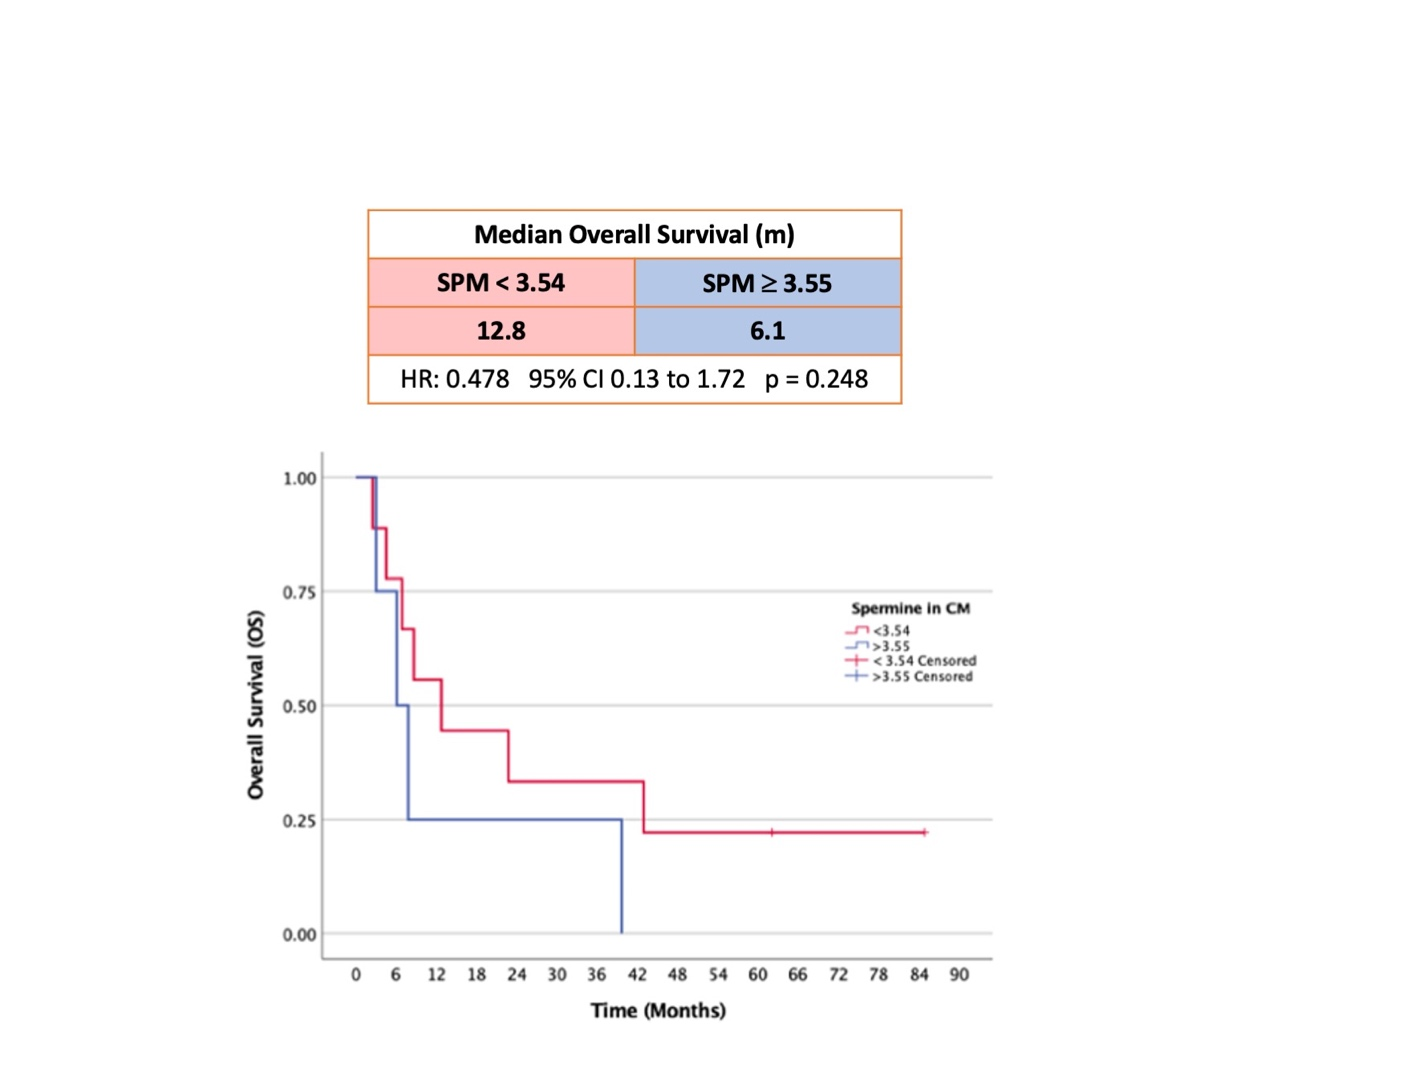 Median Overall Survival (m)
SPM < 3.54 SPM ≥ 3.55
12.8 6.1
HR: 0.478 95% CI 0.13 to 1.72 p = 0.248
1.00
0.75
0.50
0.25
0.00
Overall Survival (OS)
Spermine in CM
<3.54
>3.55
< 3.54 Censored
>3.55 Censored
0 6 12 18 24 30 36 42 48 54 60 66 72 78 84 90
Time (Months)